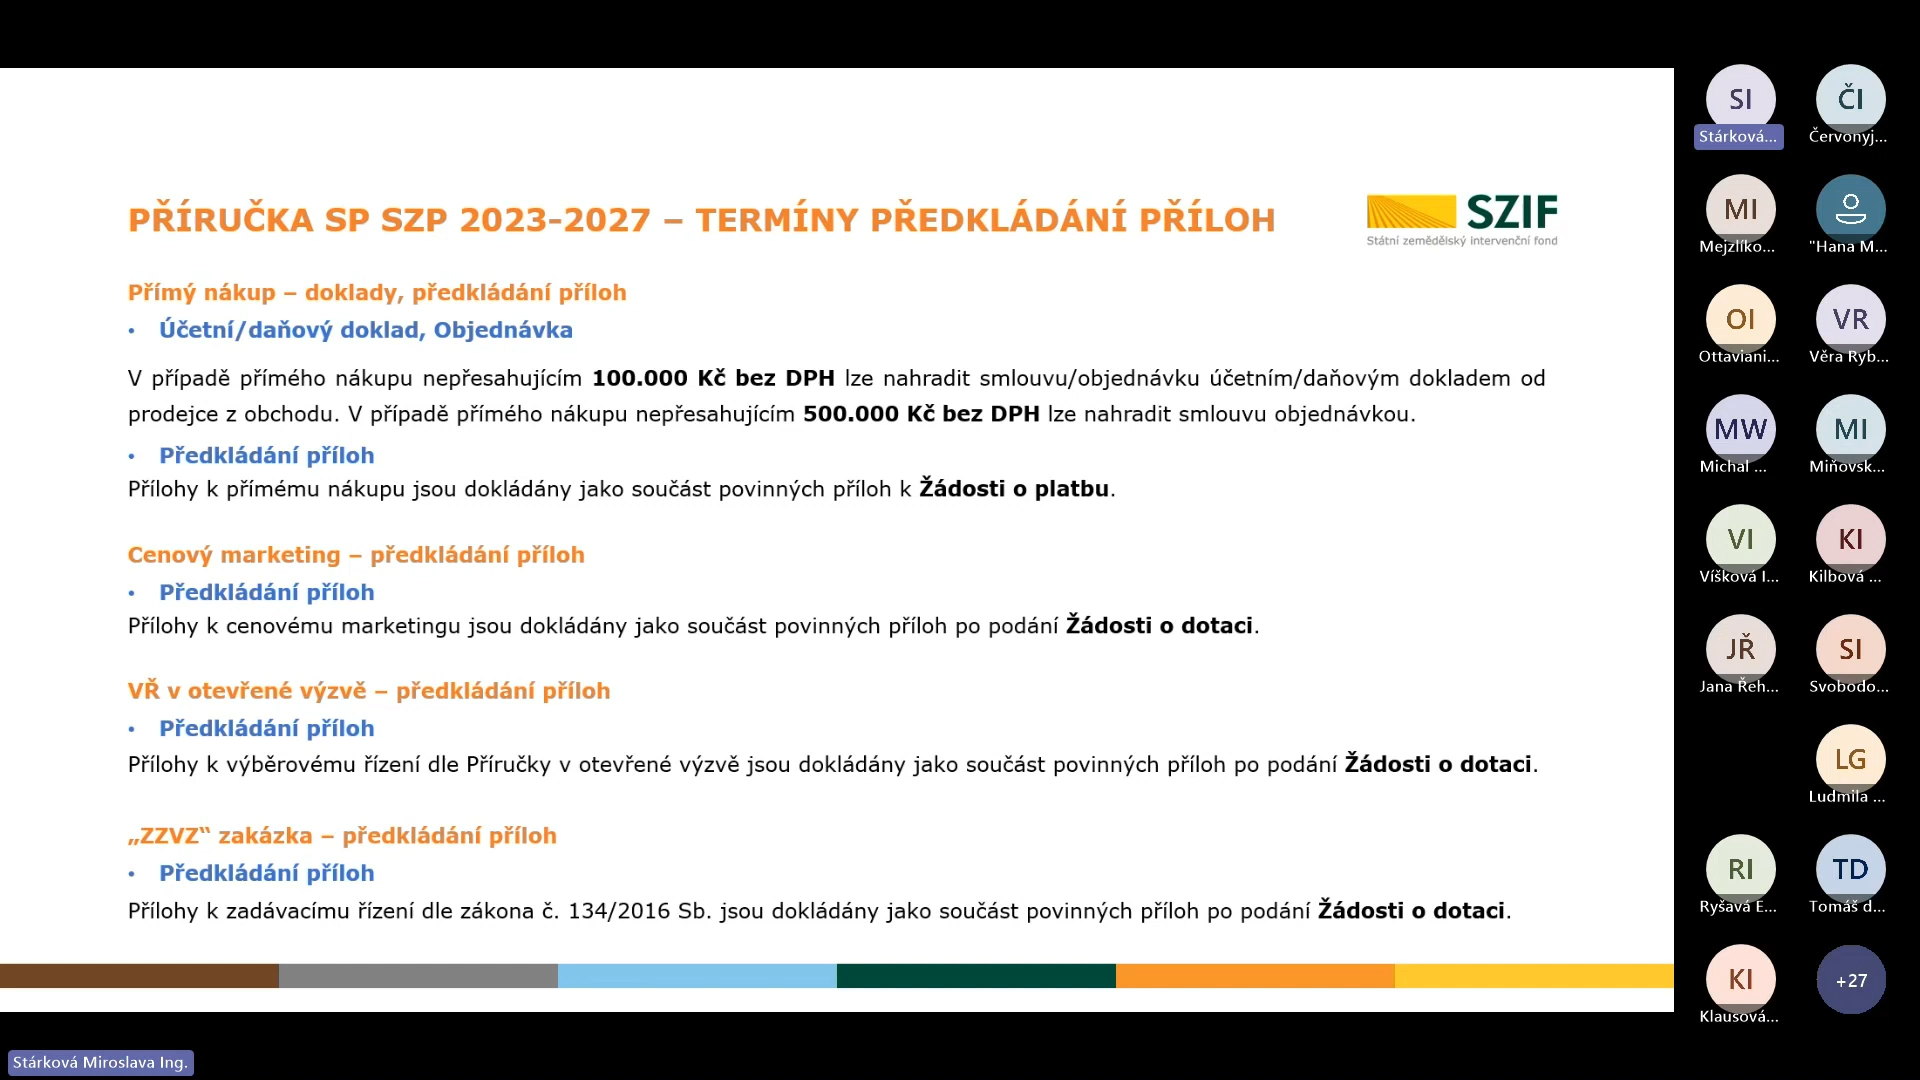 PŘÍRUČKA SP SZP 2023-2027 – TERMÍNY PŘEDKLÁDÁNÍ PŘÍLOH
SZIF
Státní zemědělský intervenční fond
Přímý nákup – doklady, předkládání příloh
• Účetní/daňový doklad, Objednávka
V případě přímého nákupu nepřesahujícím 100.000 Kč bez DPH lze nahradit smlouvu/objednávku účetním/daňovým dokladem od
prodejce z obchodu. V případě přímého nákupu nepřesahujícím 500.000 Kč bez DPH lze nahradit smlouvu objednávkou.
• Předkládání příloh
Přílohy k přímému nákupu jsou dokládány jako součást povinných příloh k Žádosti o platbu.
Cenový marketing – předkládání příloh
• Předkládání příloh
Přílohy k cenovému marketingu jsou dokládány jako součást povinných příloh po podání Žádosti o dotaci.
VŘ v otevřené výzvě – předkládání příloh
• Předkládání příloh
Přílohy k výběrovému řízení dle Příručky v otevřené výzvě jsou dokládány jako součást povinných příloh po podání Žádosti o dotaci.
„ZZVZ“ zakázka – předkládání příloh
• Předkládání příloh
Přílohy k zadávacímu řízení dle zákona č. 134/2016 Sb. jsou dokládány jako součást povinných příloh po podání Žádosti o dotaci.
SI
Stárková...
ČI
Červonyj...
MI
Mejzlíko...
"Hana M...
OI
Ottaviani...
VR
Věra Ryb...
MW
Michal ...
MI
Miňovsk...
VI
Víšková I...
KI
Kilbová ...
JŘ
Jana Řeh...
SI
Svobodo...
LG
Ludmila ...
RI
Ryšavá E...
TD
Tomáš d...
KI
Klausová...
+27
Stárková Miroslava Ing.